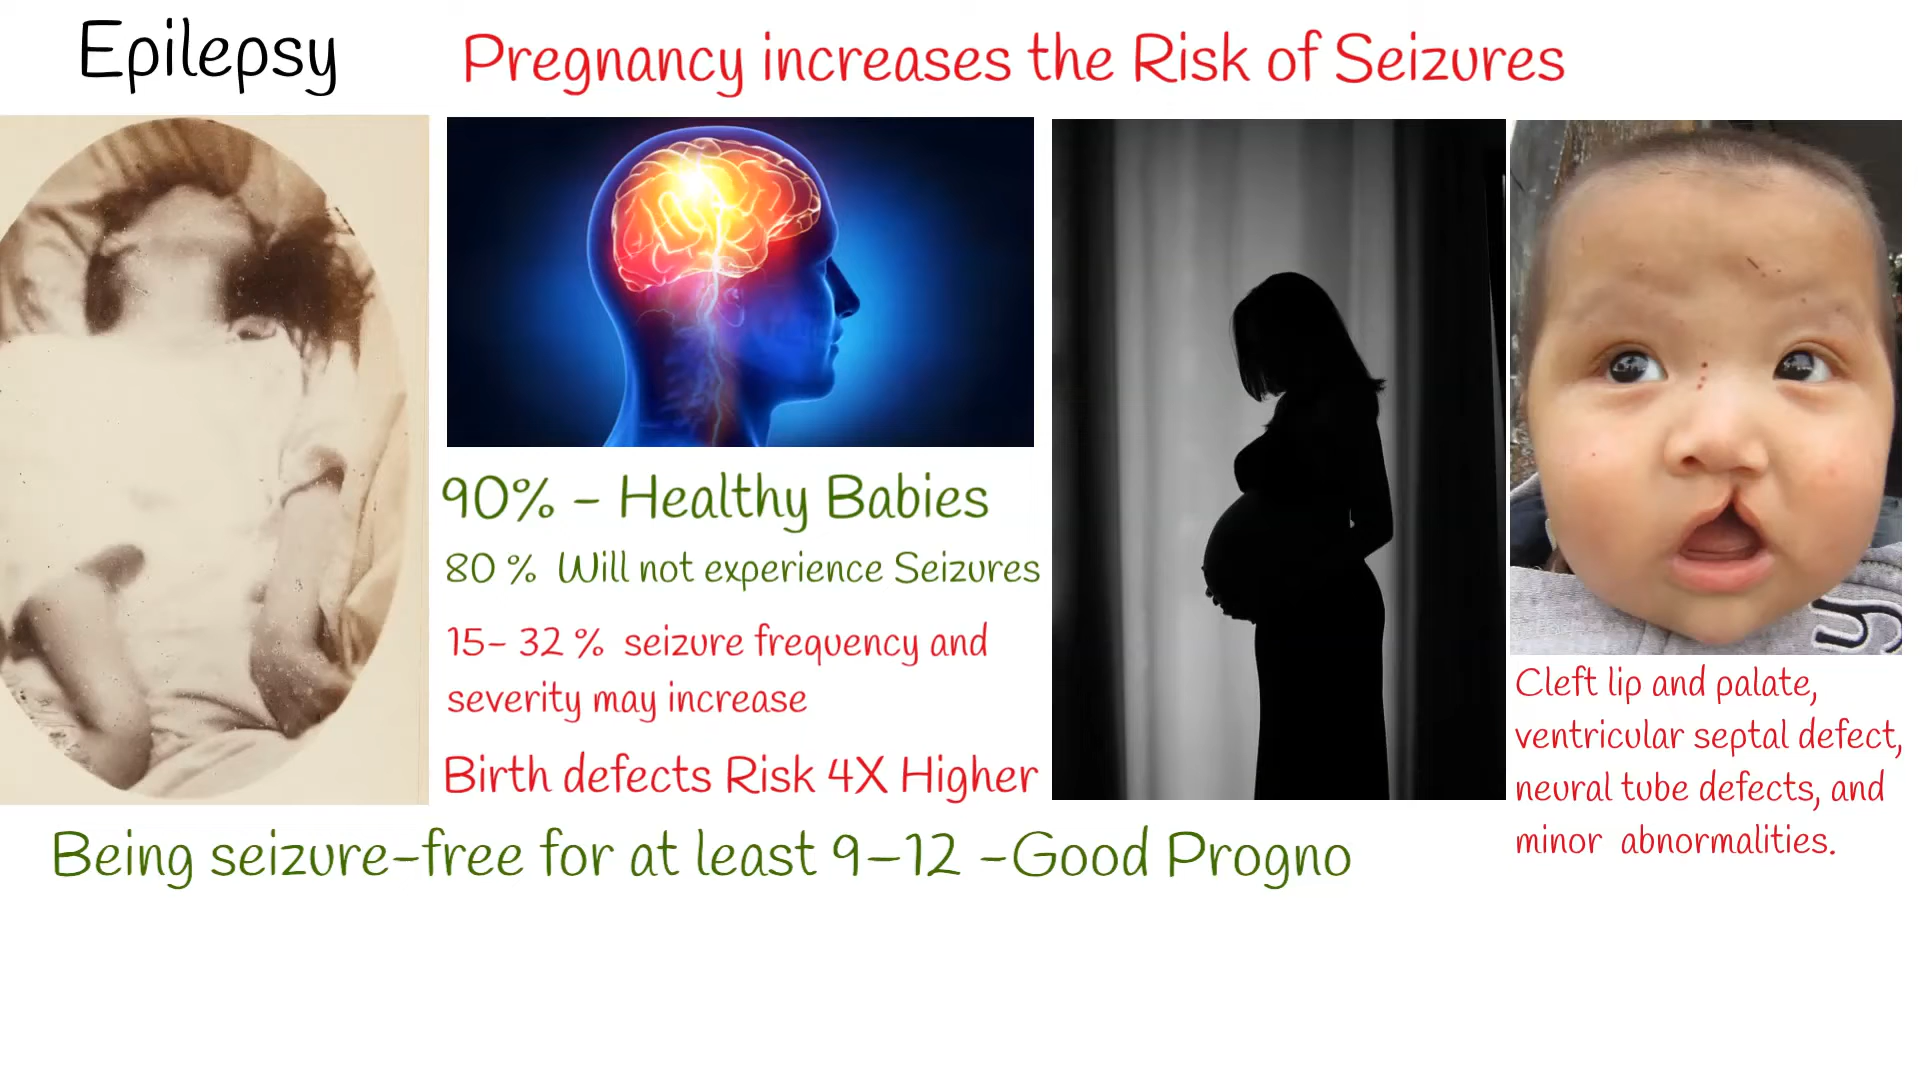 Epilepsy
Pregnancy increases the Risk of Seizures
90% - Healthy Babies
80 % Will not experience Seizures
15- 32 % seizure frequency and
severity may increase
Birth defects Risk 4X Higher
Cleft lip and palate,
ventricular septal defect,
neural tube defects, and
minor abnormalities.
Being seizure-free for at least 9-12 -Good Progno